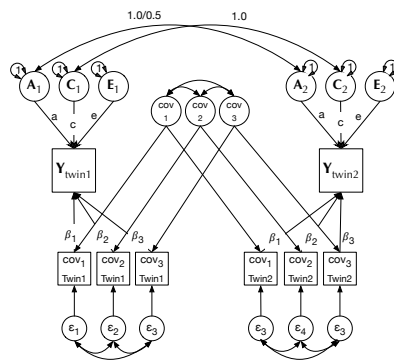 1.0/0.5
1.0
1 1 1 1 1 1
A1 C1 E1 A2 C2 E2
a c e a c e
cov 1 cov 2 cov 3
Ytwin1 Ytwin2
β1 β2 β3 β1 β2 β3
cov1 Twin1 cov2 Twin1 cov3 Twin1 cov1 Twin2 cov2 Twin2 cov3 Twin2
ε1 ε2 ε3 ε3 ε4 ε3